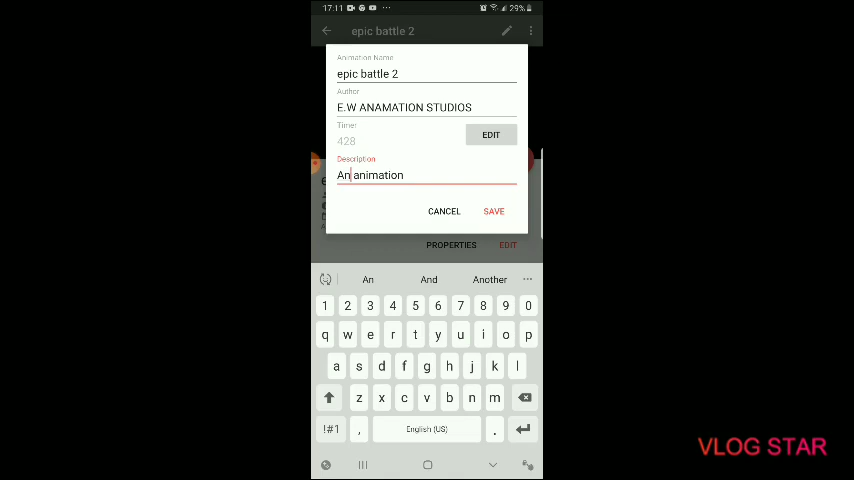 17:11 ... 29%
epic battle 2
Animation Name
epic battle 2
Author
E.W ANAMATION STUDIOS
Timer
428
EDIT
Description
An animation
CANCEL SAVE
PROPERTIES EDIT
An And Another ...
1 2 3 4 5 6 7 8 9 0
q w e r t y u i o p
a s d f g h j k l
z x c v b n m
!#1 , English (US) .
VLOG STAR